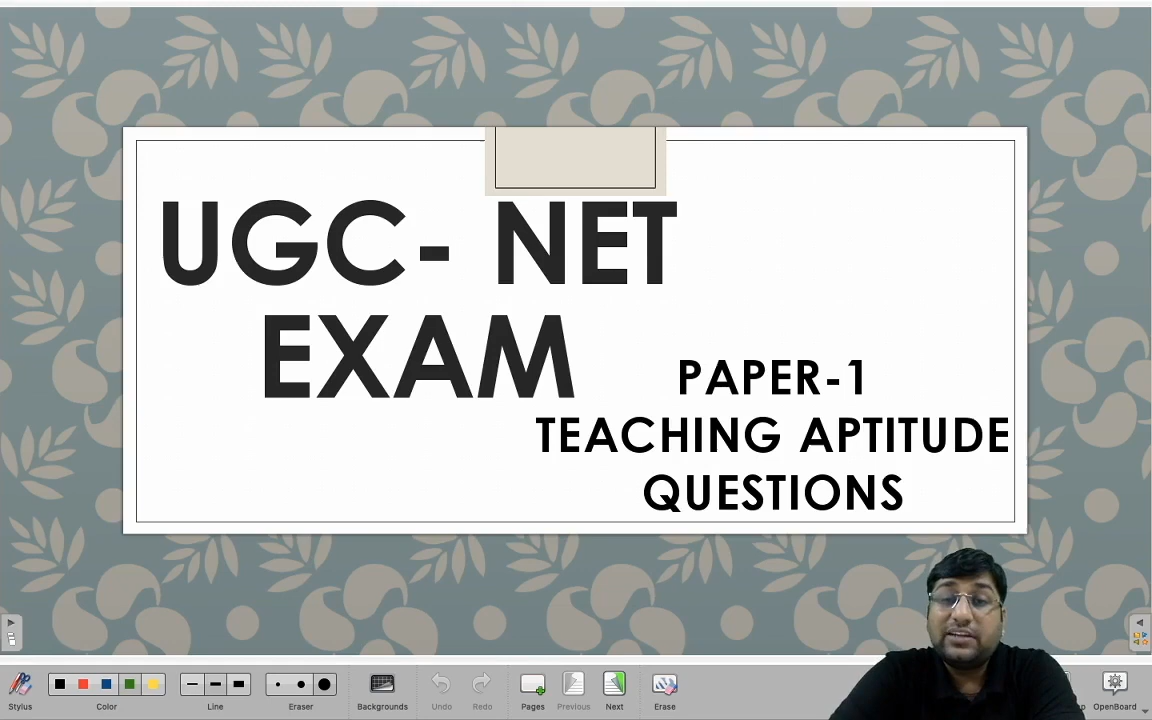 UGC- NET
EXAM
PAPER-1
TEACHING APTITUDE
QUESTIONS
Stylus
Color
Line
Eraser
Backgrounds
Undo
Redo
Pages
Previous
Next
Erase
OpenBoard